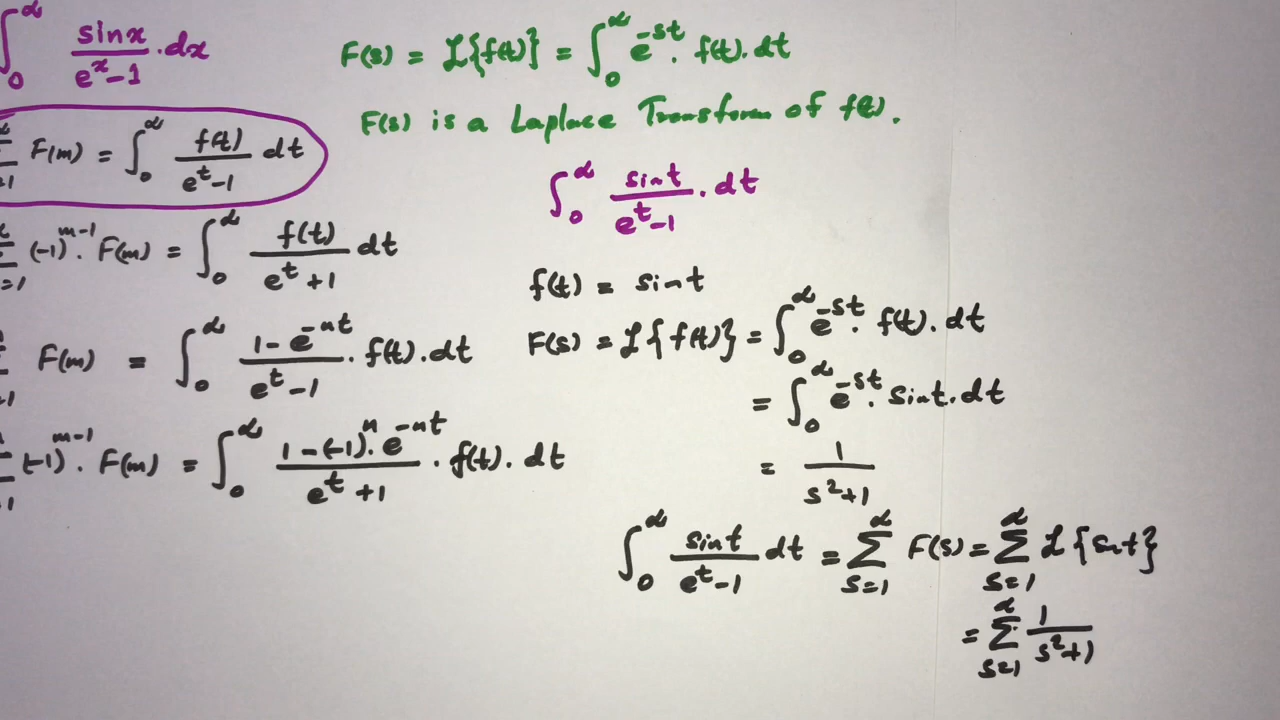 ∫₀^∞ sinx/(e^x-1) . dx
∑ F(m) = ∫₀^∞ f(t)/(e^t-1) dt
∑ (-1)^(m-1) . F(m) = ∫₀^∞ f(t)/(e^t+1) dt
F(m) = ∫₀^∞ (1-e^(-nt))/(e^t-1) . f(t) . dt
(-1)^(m-1) . F(m) = ∫₀^∞ (1-(-1)^n . e^(-nt))/(e^t+1) . f(t) . dt
F(s) = ℒ{f(t)} = ∫₀^∞ e^(-st) . f(t) . dt
F(s) is a Laplace Transform of f(t).
∫₀^∞ sint/(e^t-1) . dt
f(t) = sint
F(s) = ℒ{f(t)} = ∫₀^∞ e^(-st) . f(t) . dt
= ∫₀^∞ e^(-st) . sint . dt
= 1/(s²+1)
∫₀^∞ sint/(e^t-1) dt = ∑_(s=1)^∞ F(s) = ∑_(s=1)^∞ ℒ{sint}
= ∑_(s=1)^∞ 1/(s²+1)